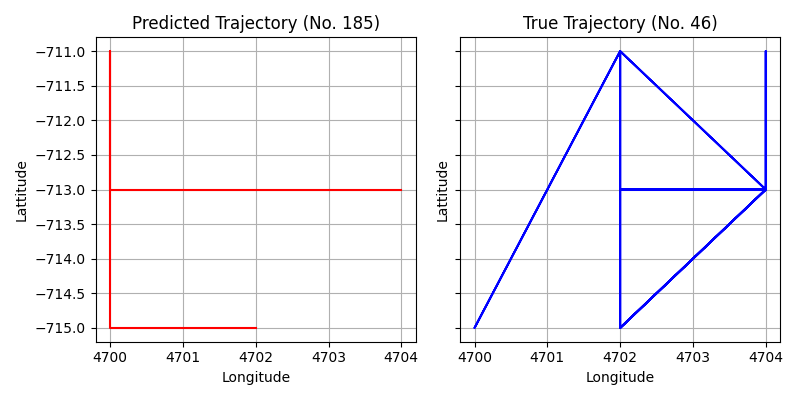 Predicted Trajectory (No. 185)
Lattitude
−711.0
−711.5
−712.0
−712.5
−713.0
−713.5
−714.0
−714.5
−715.0
4700 4701 4702 4703 4704
Longitude
True Trajectory (No. 46)
Lattitude
4700 4701 4702 4703 4704
Longitude